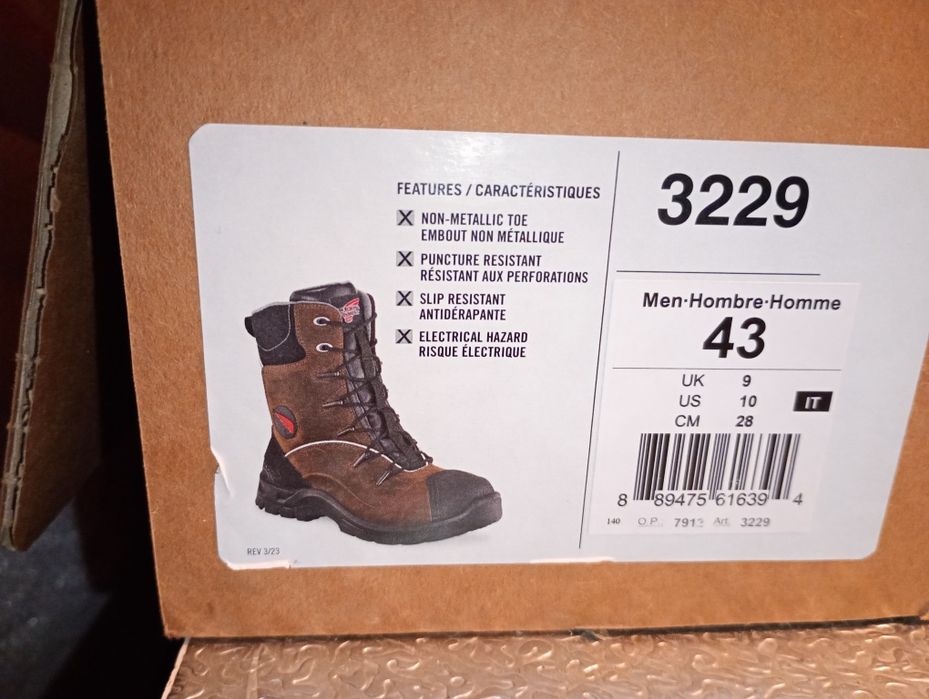 FEATURES / CARACTÉRISTIQUES
NON-METALLIC TOE
EMBOUT NON MÉTALLIQUE
PUNCTURE RESISTANT
RÉSISTANT AUX PERFORATIONS
SLIP RESISTANT
ANTIDÉRAPANTE
ELECTRICAL HAZARD
RISQUE ÉLECTRIQUE
REV 3/23
3229
Men·Hombre·Homme
43
UK 9
US 10
CM 28
IT
8 89475 61639 4
140 O.P. Art. 3229